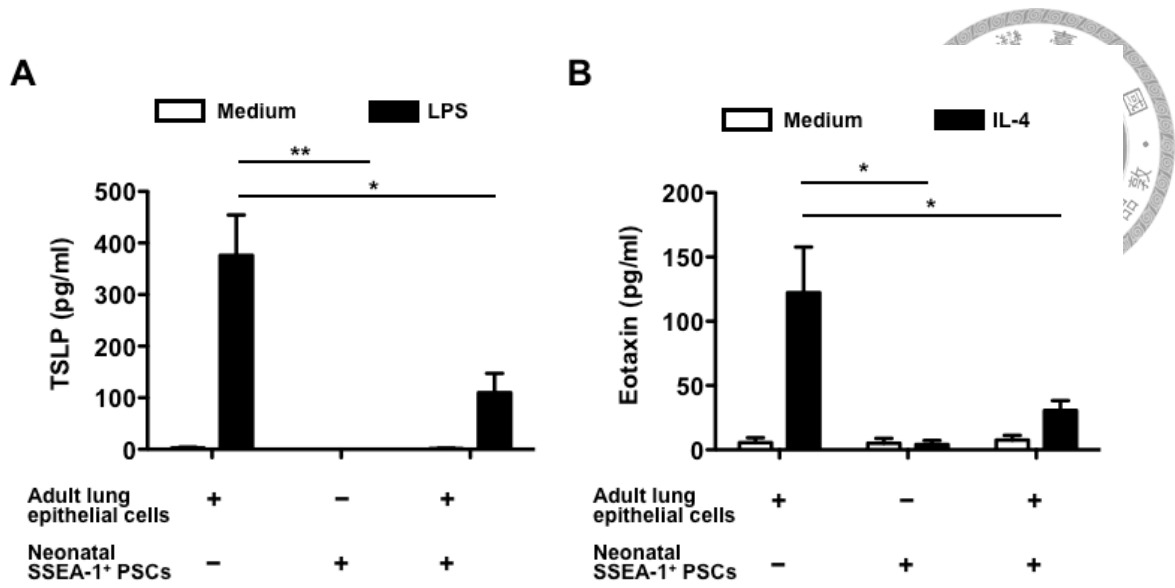 A
Medium LPS
**
*
500
400
300
200
100
0
TSLP (pg/ml)
Adult lung
epithelial cells
+ − +
Neonatal
SSEA-1⁺ PSCs
− + +
B
Medium IL-4
*
*
200
150
100
50
0
Eotaxin (pg/ml)
Adult lung
epithelial cells
+ − +
Neonatal
SSEA-1⁺ PSCs
− + +